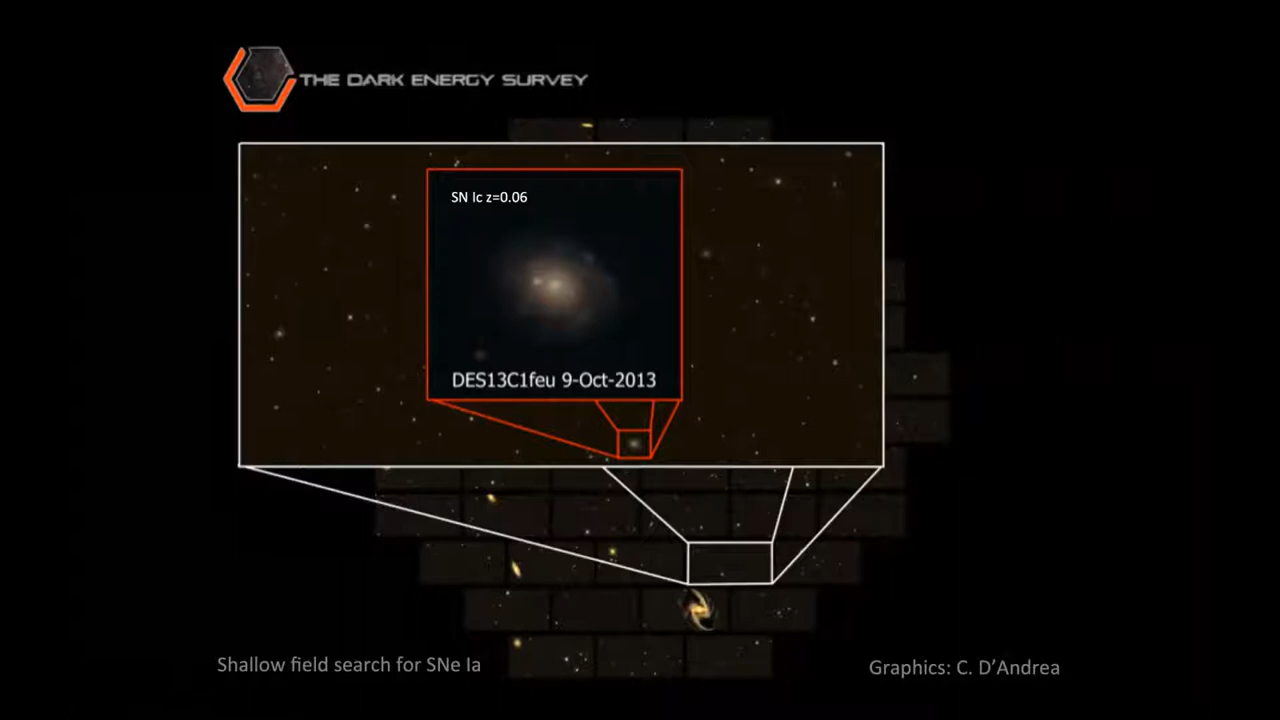 THE DARK ENERGY SURVEY
SN Ic z=0.06
DES13C1feu 9-Oct-2013
Shallow field search for SNe Ia
Graphics: C. D’Andrea